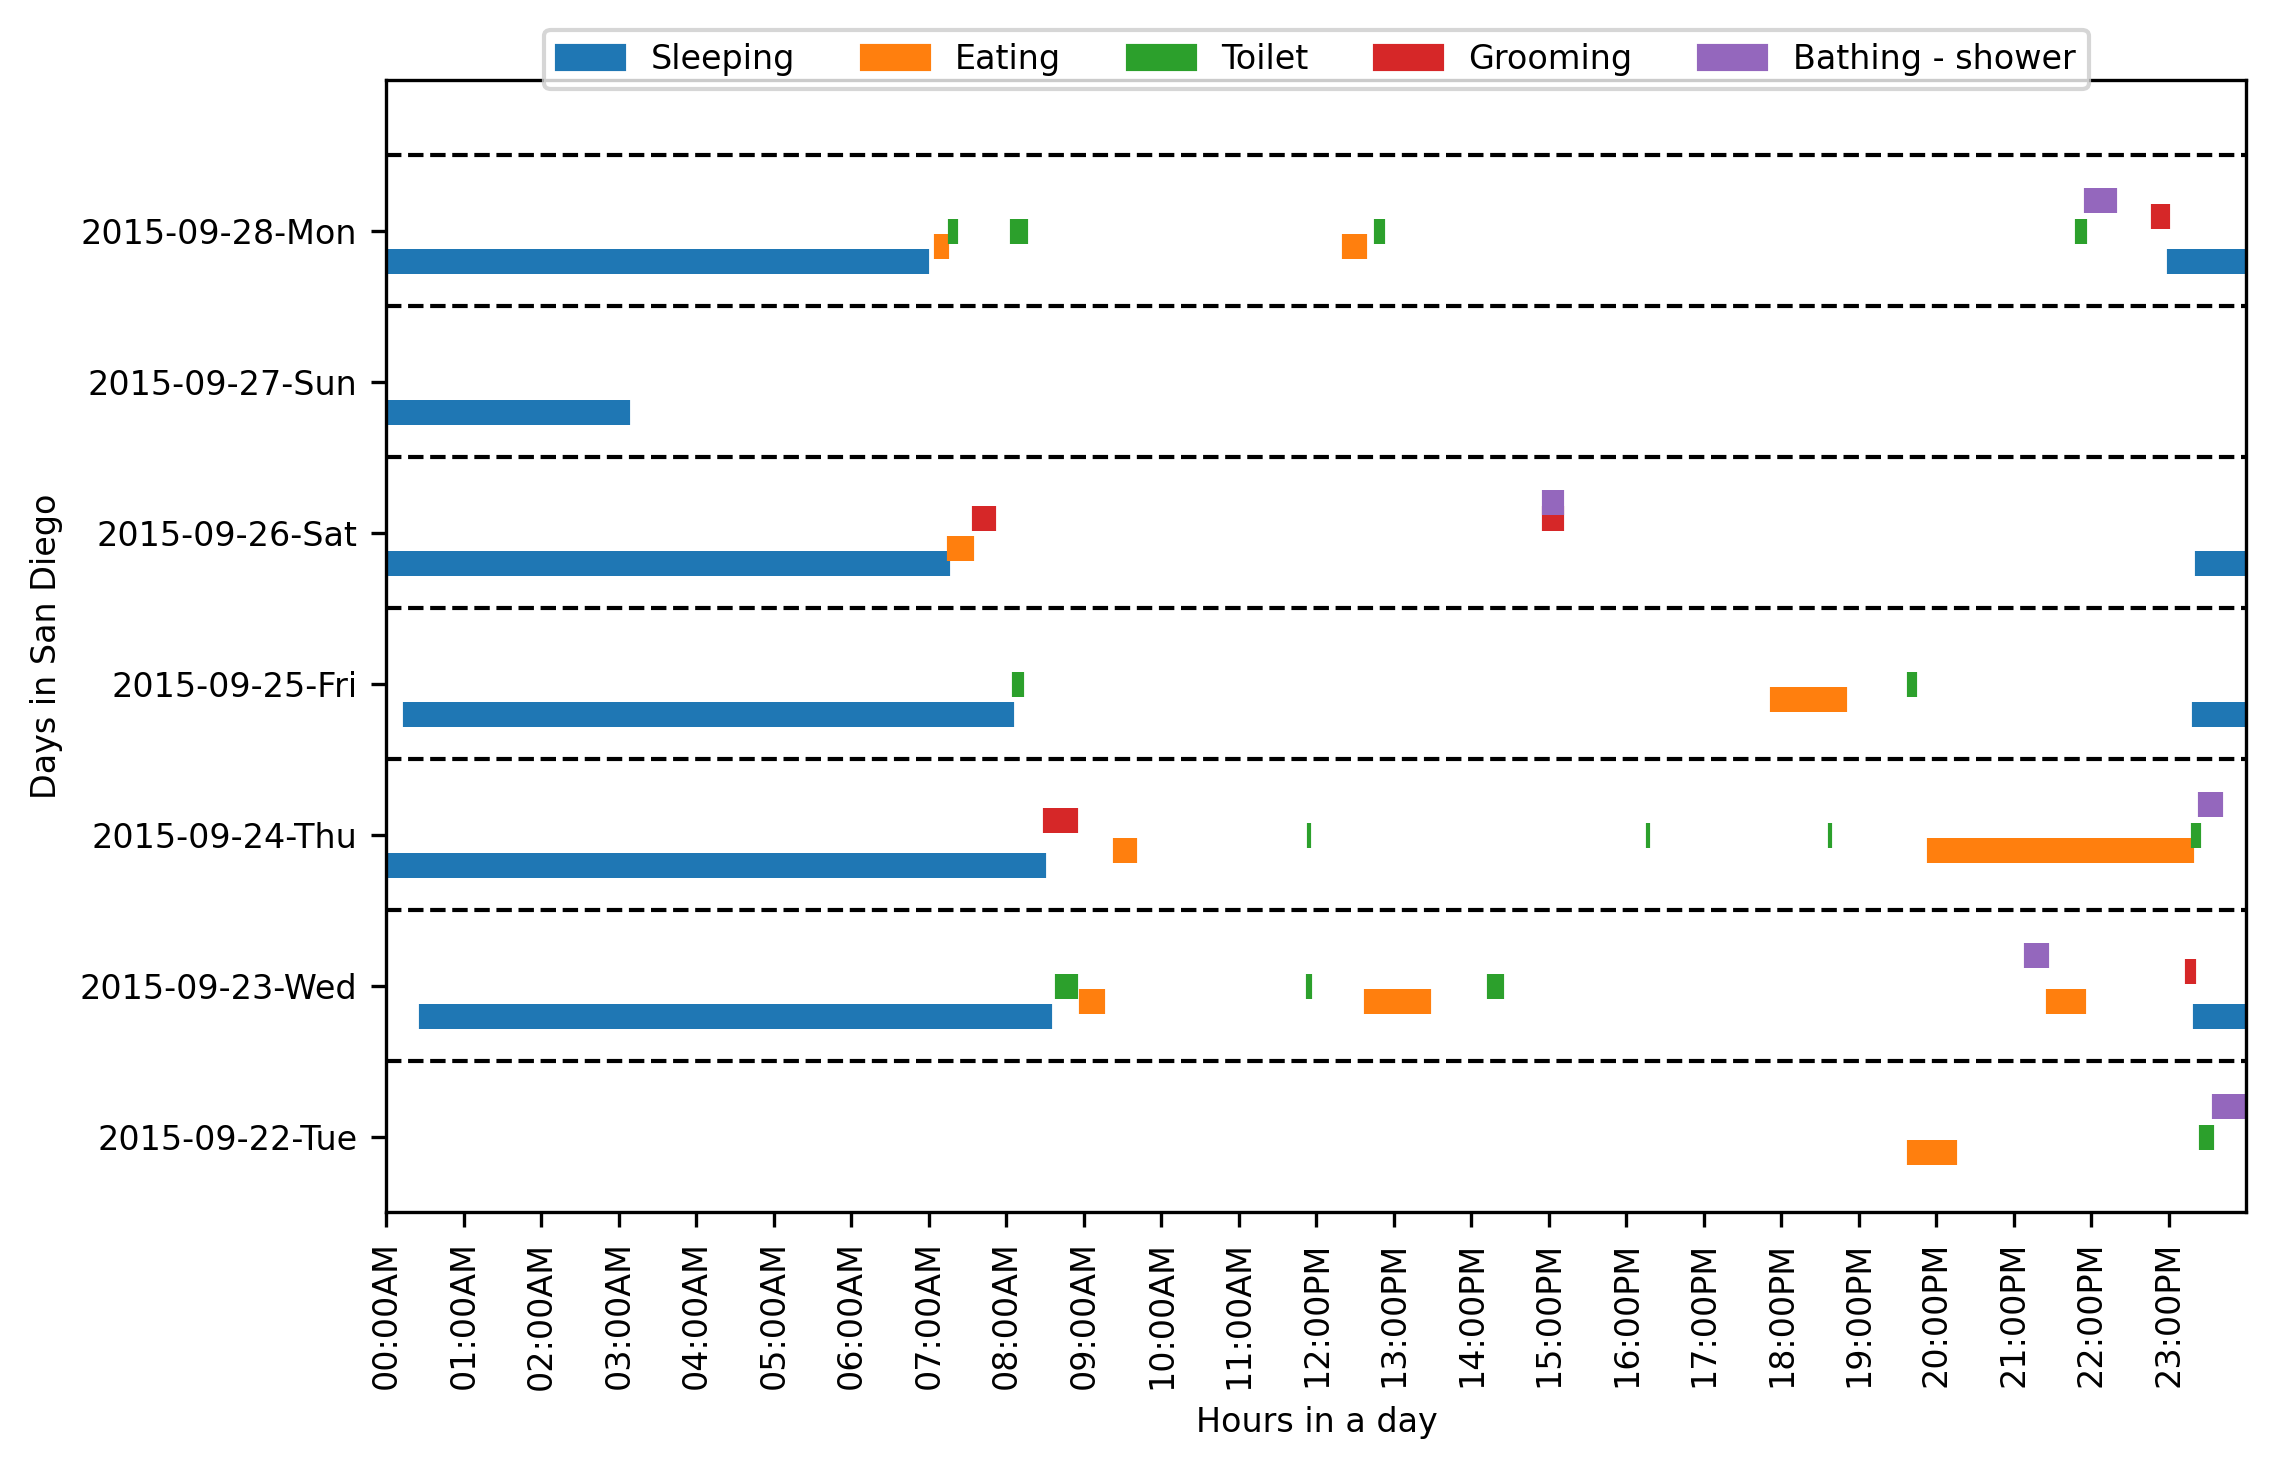 Sleeping Eating Toilet Grooming Bathing - shower
2015-09-28-Mon
2015-09-27-Sun
2015-09-26-Sat
2015-09-25-Fri
2015-09-24-Thu
2015-09-23-Wed
2015-09-22-Tue
Days in San Diego
00:00AM
01:00AM
02:00AM
03:00AM
04:00AM
05:00AM
06:00AM
07:00AM
08:00AM
09:00AM
10:00AM
11:00AM
12:00PM
13:00PM
14:00PM
15:00PM
16:00PM
17:00PM
18:00PM
19:00PM
20:00PM
21:00PM
22:00PM
23:00PM
Hours in a day